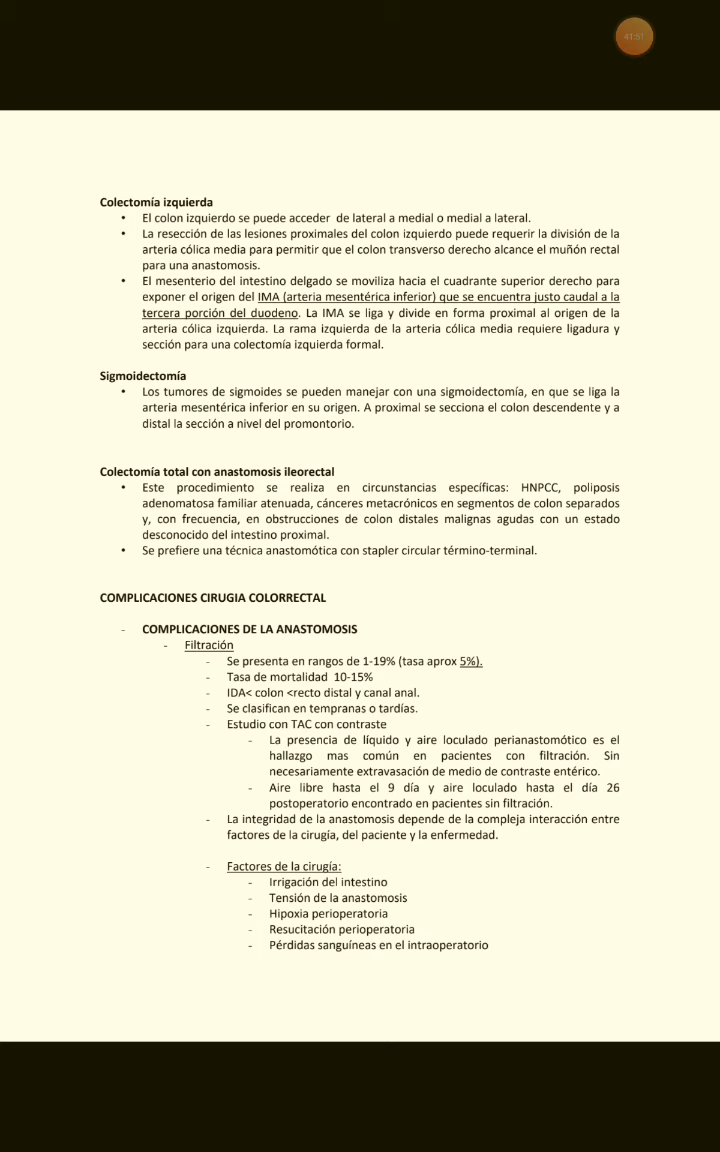 41:51
Colectomía izquierda
• El colon izquierdo se puede acceder de lateral a medial o medial a lateral.
• La resección de las lesiones proximales del colon izquierdo puede requerir la división de la
arteria cólica media para permitir que el colon transverso derecho alcance el muñón rectal
para una anastomosis.
• El mesenterio del intestino delgado se moviliza hacia el cuadrante superior derecho para
exponer el origen del IMA (arteria mesentérica inferior) que se encuentra justo caudal a la
tercera porción del duodeno. La IMA se liga y divide en forma proximal al origen de la
arteria cólica izquierda. La rama izquierda de la arteria cólica media requiere ligadura y
sección para una colectomía izquierda formal.
Sigmoidectomía
• Los tumores de sigmoides se pueden manejar con una sigmoidectomía, en que se liga la
arteria mesentérica inferior en su origen. A proximal se secciona el colon descendente y a
distal la sección a nivel del promontorio.
Colectomía total con anastomosis ileorectal
• Este procedimiento se realiza en circunstancias específicas: HNPCC, poliposis
adenomatosa familiar atenuada, cánceres metacrónicos en segmentos de colon separados
y, con frecuencia, en obstrucciones de colon distales malignas agudas con un estado
desconocido del intestino proximal.
• Se prefiere una técnica anastomótica con stapler circular término-terminal.
COMPLICACIONES CIRUGIA COLORRECTAL
- COMPLICACIONES DE LA ANASTOMOSIS
- Filtración
- Se presenta en rangos de 1-19% (tasa aprox 5%).
- Tasa de mortalidad 10-15%
- IDA< colon <recto distal y canal anal.
- Se clasifican en tempranas o tardías.
- Estudio con TAC con contraste
- La presencia de líquido y aire loculado perianastomótico es el
hallazgo mas común en pacientes con filtración. Sin
necesariamente extravasación de medio de contraste entérico.
- Aire libre hasta el 9 día y aire loculado hasta el día 26
postoperatorio encontrado en pacientes sin filtración.
- La integridad de la anastomosis depende de la compleja interacción entre
factores de la cirugía, del paciente y la enfermedad.
- Factores de la cirugía:
- Irrigación del intestino
- Tensión de la anastomosis
- Hipoxia perioperatoria
- Resucitación perioperatoria
- Pérdidas sanguíneas en el intraoperatorio